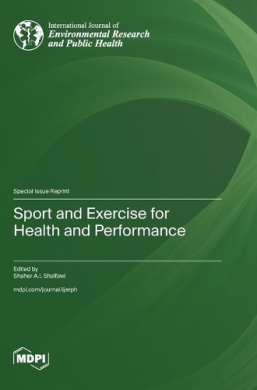 International Journal of
Environmental Research
and Public Health
Special Issue Reprint
Sport and Exercise for
Health and Performance
Edited by
Shaher A.I. Shalfawi
mdpi.com/journal/ijerph
MDPI